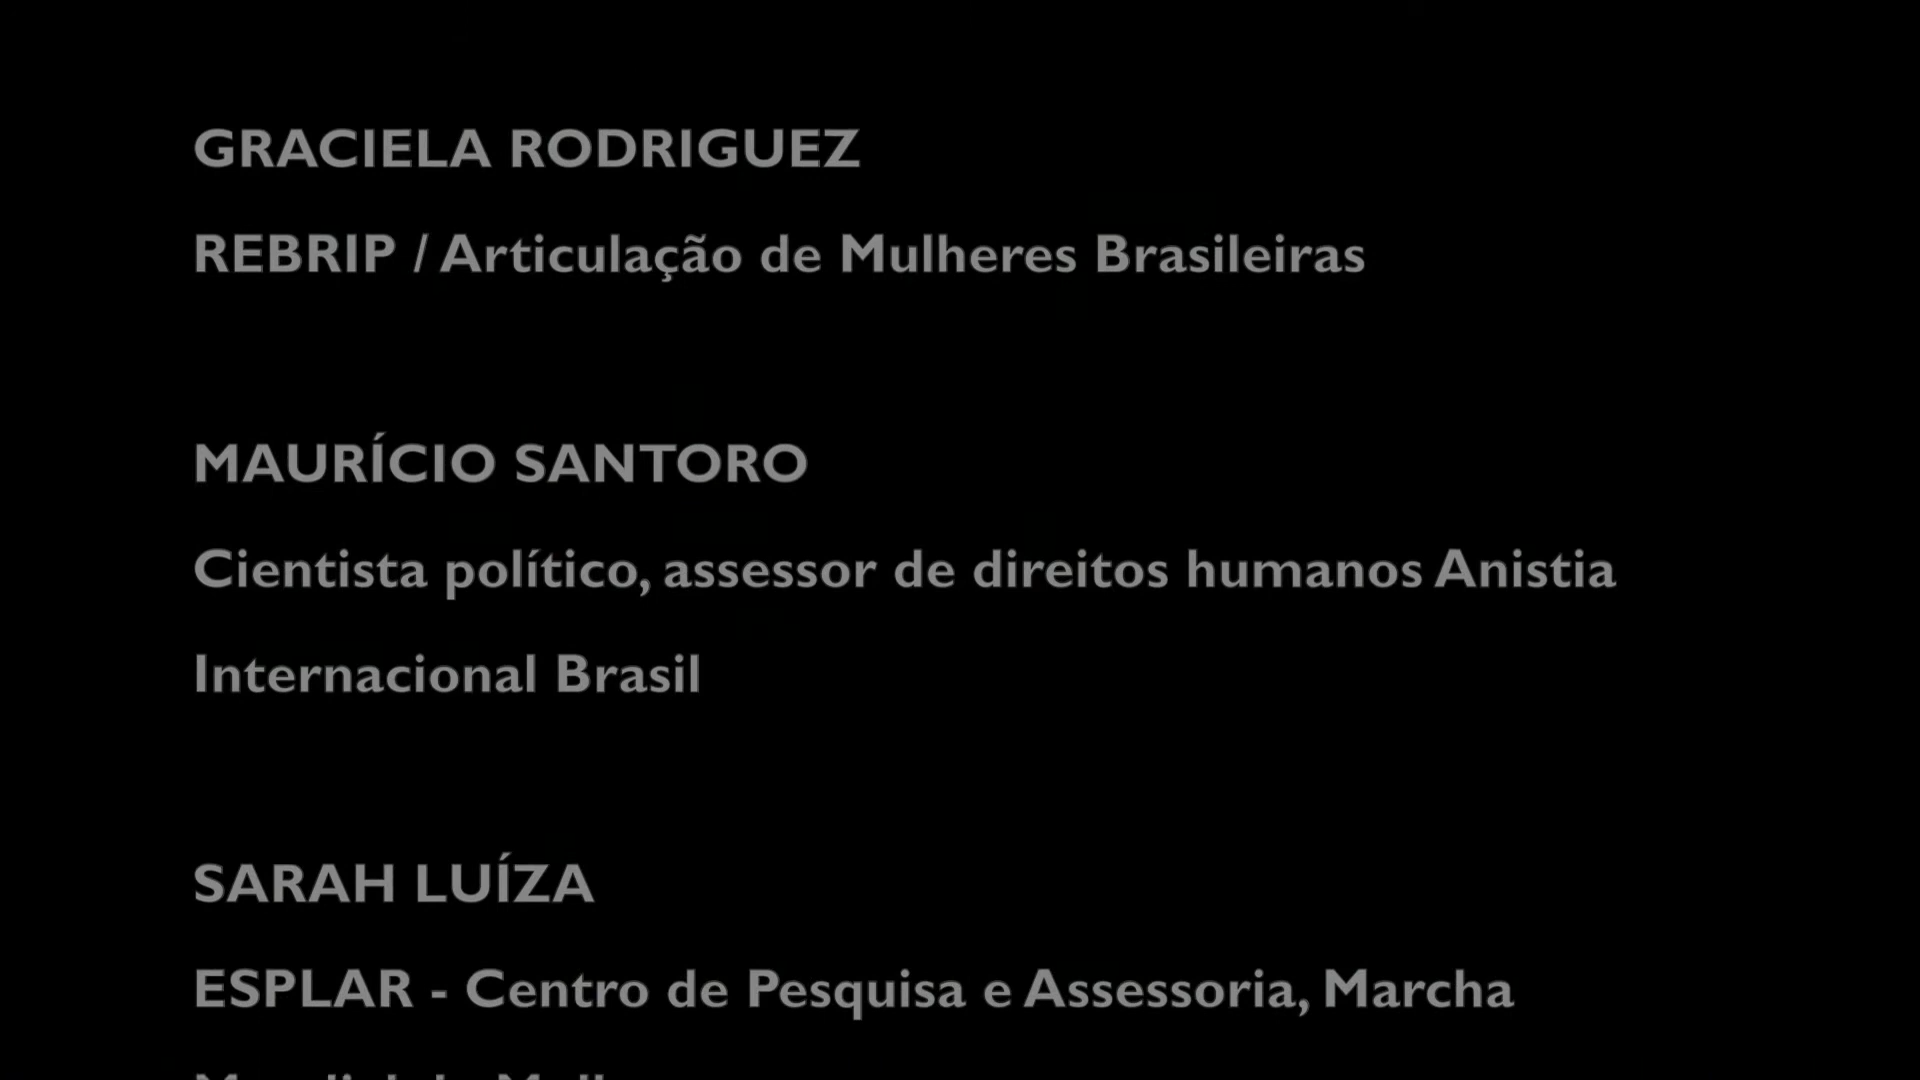 GRACIELA RODRIGUEZ
REBRIP / Articulação de Mulheres Brasileiras
MAURÍCIO SANTORO
Cientista político, assessor de direitos humanos Anistia
Internacional Brasil
SARAH LUÍZA
ESPLAR - Centro de Pesquisa e Assessoria, Marcha